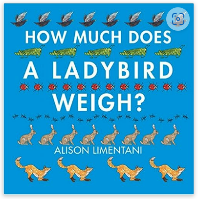 HOW MUCH DOES
A LADYBIRD
WEIGH?
ALISON LIMENTANI